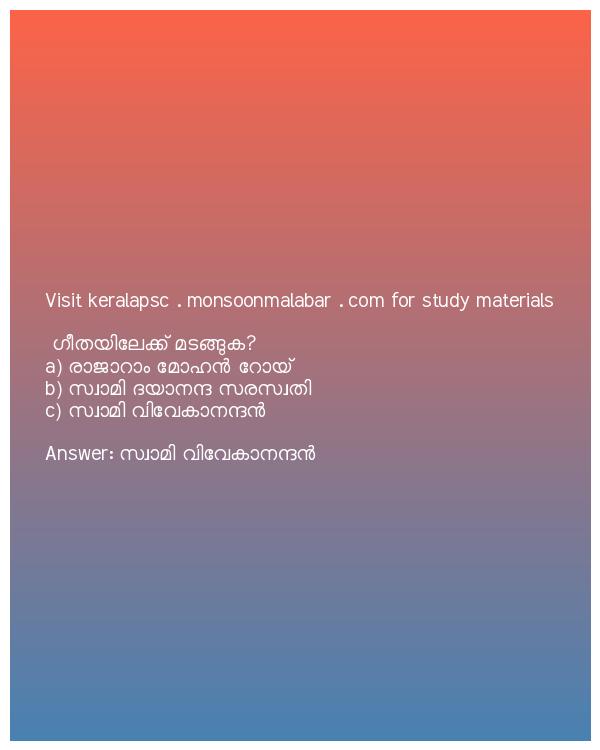 Visit keralapsc . monsoonmalabar . com for study materials
ഗീതയിലേക്ക് മടങ്ങുക?
a) രാജാറാം മോഹൻ റോയ്
b) സ്വാമി ദയാനന്ദ സരസ്വതി
c) സ്വാമി വിവേകാനന്ദൻ
Answer: സ്വാമി വിവേകാനന്ദൻ